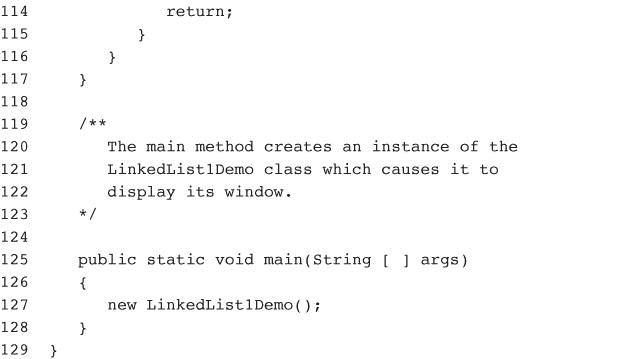 114              return;
115           }
116        }
117     }
118
119     /**
120        The main method creates an instance of the
121        LinkedList1Demo class which causes it to
122        display its window.
123     */
124
125     public static void main(String [ ] args)
126     {
127        new LinkedList1Demo();
128     }
129  }